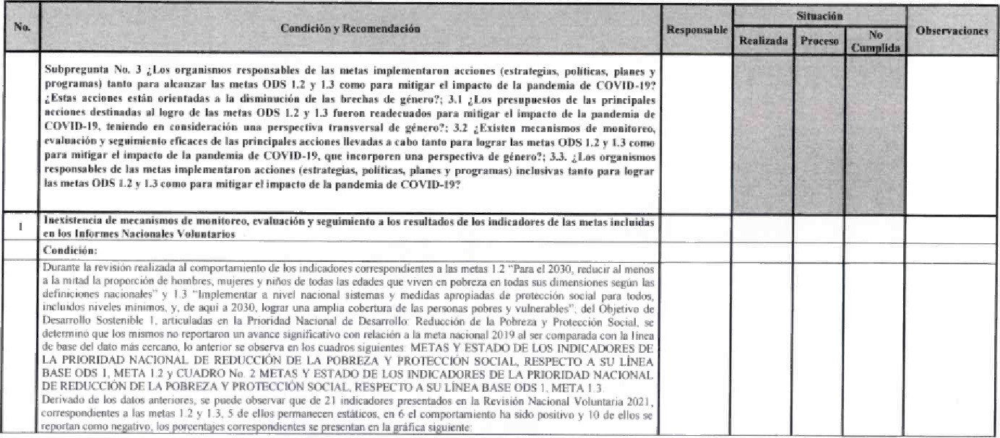 No.
Condición y Recomendación
Responsable
Situación
Realizada
Proceso
No
Cumplida
Observaciones
Subpregunta No. 3 ¿Los organismos responsables de las metas implementaron acciones (estrategias, políticas, planes y
programas) tanto para alcanzar las metas ODS 1.2 y 1.3 como para mitigar el impacto de la pandemia de COVID-19?
¿Estas acciones están orientadas a la disminución de las brechas de género?; 3.1 ¿Los presupuestos de las principales
acciones destinadas al logro de las metas ODS 1.2 y 1.3 fueron readecuados para mitigar el impacto de la pandemia de
COVID-19, teniendo en consideración una perspectiva transversal de género?; 3.2 ¿Existen mecanismos de monitoreo,
evaluación y seguimiento eficaces de las principales acciones llevadas a cabo tanto para lograr las metas ODS 1.2 y 1.3 como
para mitigar el impacto de la pandemia de COVID-19, que incorporen una perspectiva de género?; 3.3. ¿Los organismos
responsables de las metas implementaron acciones (estrategias, políticas, planes y programas) inclusivas tanto para lograr
las metas ODS 1.2 y 1.3 como para mitigar el impacto de la pandemia de COVID-19?
1
Inexistencia de mecanismos de monitoreo, evaluación y seguimiento a los resultados de los indicadores de las metas incluidas
en los Informes Nacionales Voluntarios
Condición:
Durante la revisión realizada al comportamiento de los indicadores correspondientes a las metas 1.2 “Para el 2030, reducir al menos
a la mitad la proporción de hombres, mujeres y niños de todas las edades que viven en pobreza en todas sus dimensiones según las
definiciones nacionales” y 1.3 “Implementar a nivel nacional sistemas y medidas apropiadas de protección social para todos,
incluidos niveles mínimos, y, de aquí a 2030, lograr una amplia cobertura de las personas pobres y vulnerables”, del Objetivo de
Desarrollo Sostenible 1, articuladas en la Prioridad Nacional de Desarrollo: Reducción de la Pobreza y Protección Social, se
determinó que los mismos no reportaron un avance significativo con relación a la meta nacional 2019 al ser comparada con la línea
de base del dato más cercano, lo anterior se observa en los cuadros siguientes: METAS Y ESTADO DE LOS INDICADORES DE
LA PRIORIDAD NACIONAL DE REDUCCIÓN DE LA POBREZA Y PROTECCIÓN SOCIAL, RESPECTO A SU LÍNEA
BASE ODS 1, META 1.2 y CUADRO No. 2 METAS Y ESTADO DE LOS INDICADORES DE LA PRIORIDAD NACIONAL
DE REDUCCIÓN DE LA POBREZA Y PROTECCIÓN SOCIAL, RESPECTO A SU LÍNEA BASE ODS 1, META 1.3
Derivado de los datos anteriores, se puede observar que de 21 indicadores presentados en la Revisión Nacional Voluntaria 2021,
correspondientes a las metas 1.2 y 1.3, 5 de ellos permanecen estáticos, en 6 el comportamiento ha sido positivo y 10 de ellos se
reportan como negativo, los porcentajes correspondientes se presentan en la gráfica siguiente: